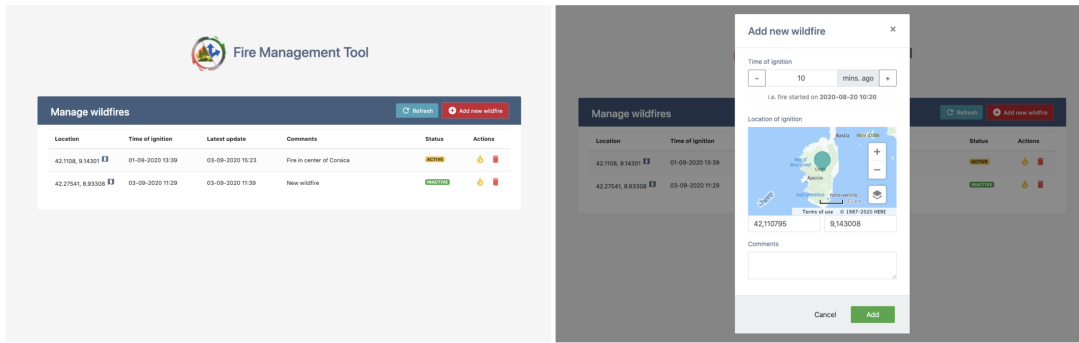 Fire Management Tool
Manage wildfires
Refresh
Add new wildfire
Location Time of ignition Latest update Comments Status Actions
42.1108, 9.14301 01-09-2020 13:39 03-09-2020 15:23 Fire in center of Corsica ACTIVE
42.27541, 8.93308 03-09-2020 11:29 03-09-2020 11:39 New wildfire INACTIVE
Manage wildfires
Refresh
Add new wildfire
Location Time of ignition Status Actions
42.1108, 9.14301 01-09-2020 13:39 ACTIVE
42.27541, 8.93308 03-09-2020 11:29 INACTIVE
Add new wildfire ×
Time of ignition
− 10 mins. ago +
i.e. fire started on 2020-08-20 10:20
Location of ignition
Bastia
+
−
Ajaccio
Porto-Vecchio
Terms of use © 1987-2020 HERE
42,110795 9,143008
Comments
Cancel Add